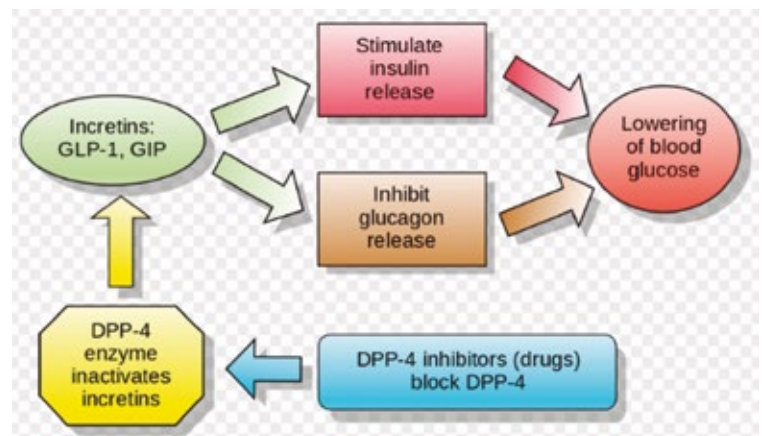 Stimulate
insulin
release
Incretins:
GLP-1, GIP
Lowering
of blood
glucose
Inhibit
glucagon
release
DPP-4
enzyme
inactivates
incretins
DPP-4 inhibitors (drugs)
block DPP-4